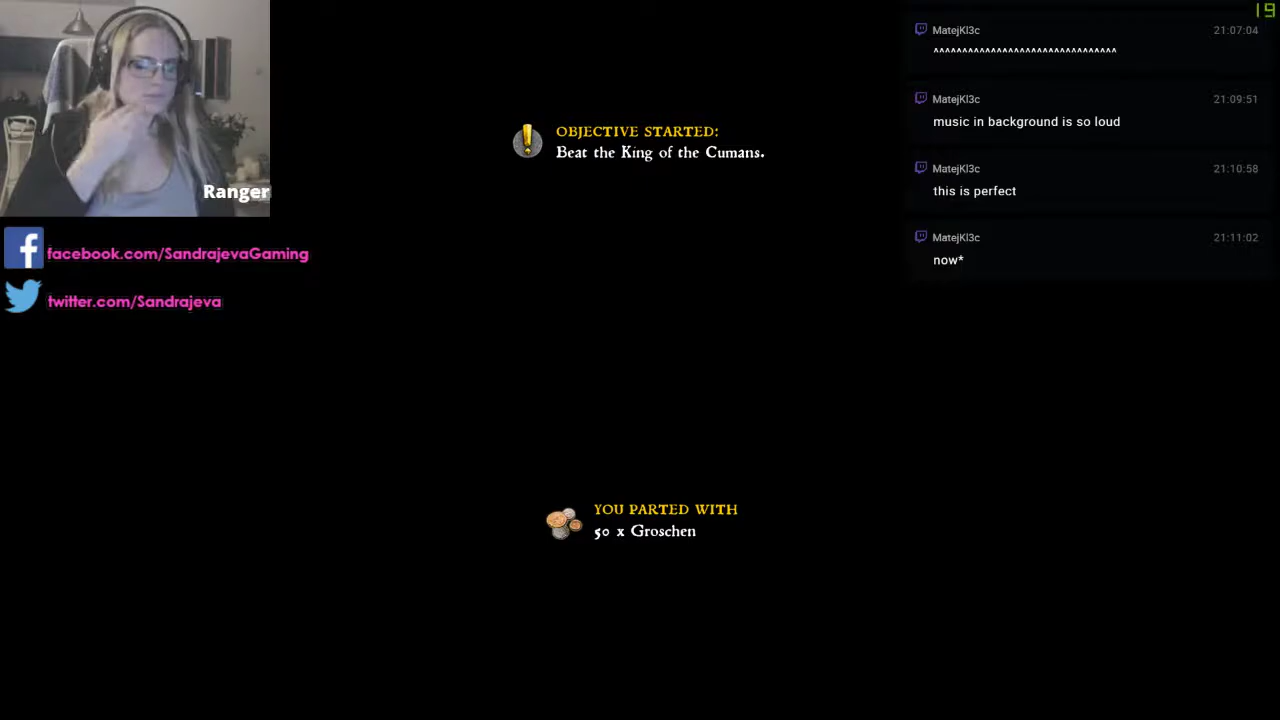 19
MatejKl3c 21:07:04
^^^^^^^^^^^^^^^^^^^^^^^^^^^^^^^^
MatejKl3c 21:09:51
music in background is so loud
MatejKl3c 21:10:58
this is perfect
MatejKl3c 21:11:02
now*
OBJECTIVE STARTED:
Beat the King of the Cumans.
Ranger
facebook.com/SandrajevaGaming
twitter.com/Sandrajeva
YOU PARTED WITH
50 x Groschen